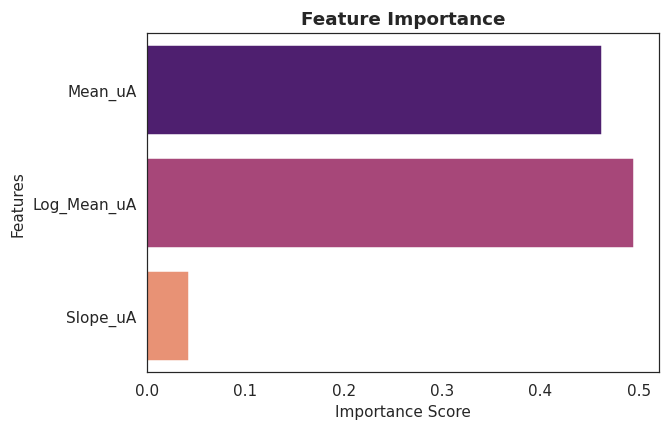 Feature Importance
Mean_uA
Log_Mean_uA
Slope_uA
Features
0.0 0.1 0.2 0.3 0.4 0.5
Importance Score